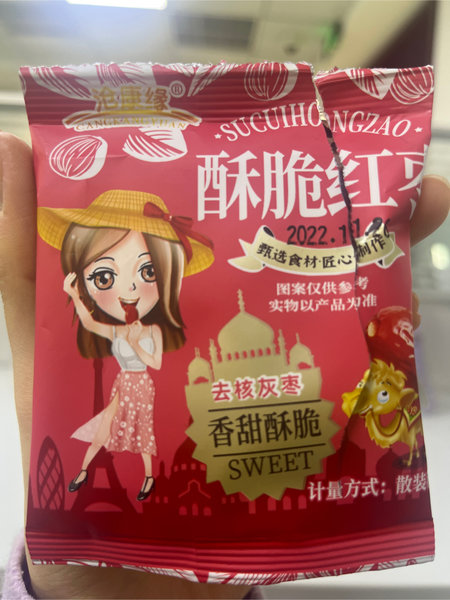 沧康缘®
CANGKANGYUAN
SUCUIHONGZAO
酥脆红枣
甄选食材·匠心制作
图案仅供参考
实物以产品为准
去核灰枣
香甜酥脆
SWEET
计量方式：散装